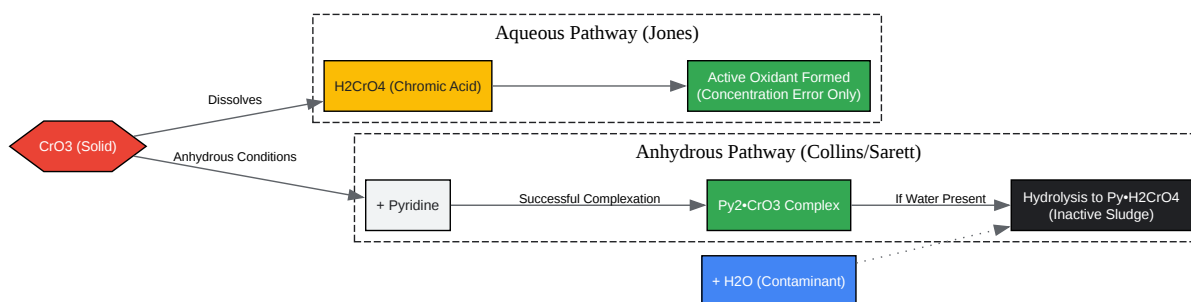 Aqueous Pathway (Jones)
H2CrO4 (Chromic Acid)
Active Oxidant Formed
(Concentration Error Only)
Dissolves
CrO3 (Solid)
Anhydrous Conditions
Anhydrous Pathway (Collins/Sarett)
+ Pyridine
Successful Complexation
Py2•CrO3 Complex
If Water Present
Hydrolysis to Py•H2CrO4
(Inactive Sludge)
+ H2O (Contaminant)